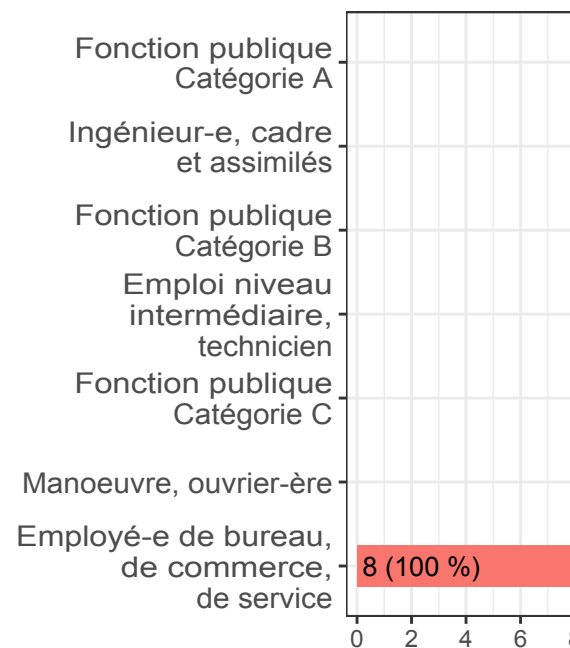 Fonction publique
Catégorie A
Ingénieur-e, cadre
et assimilés
Fonction publique
Catégorie B
Emploi niveau
intermédiaire,
technicien
Fonction publique
Catégorie C
Manoeuvre, ouvrier-ère
Employé-e de bureau,
de commerce,
de service
8 (100 %)
0 2 4 6 8